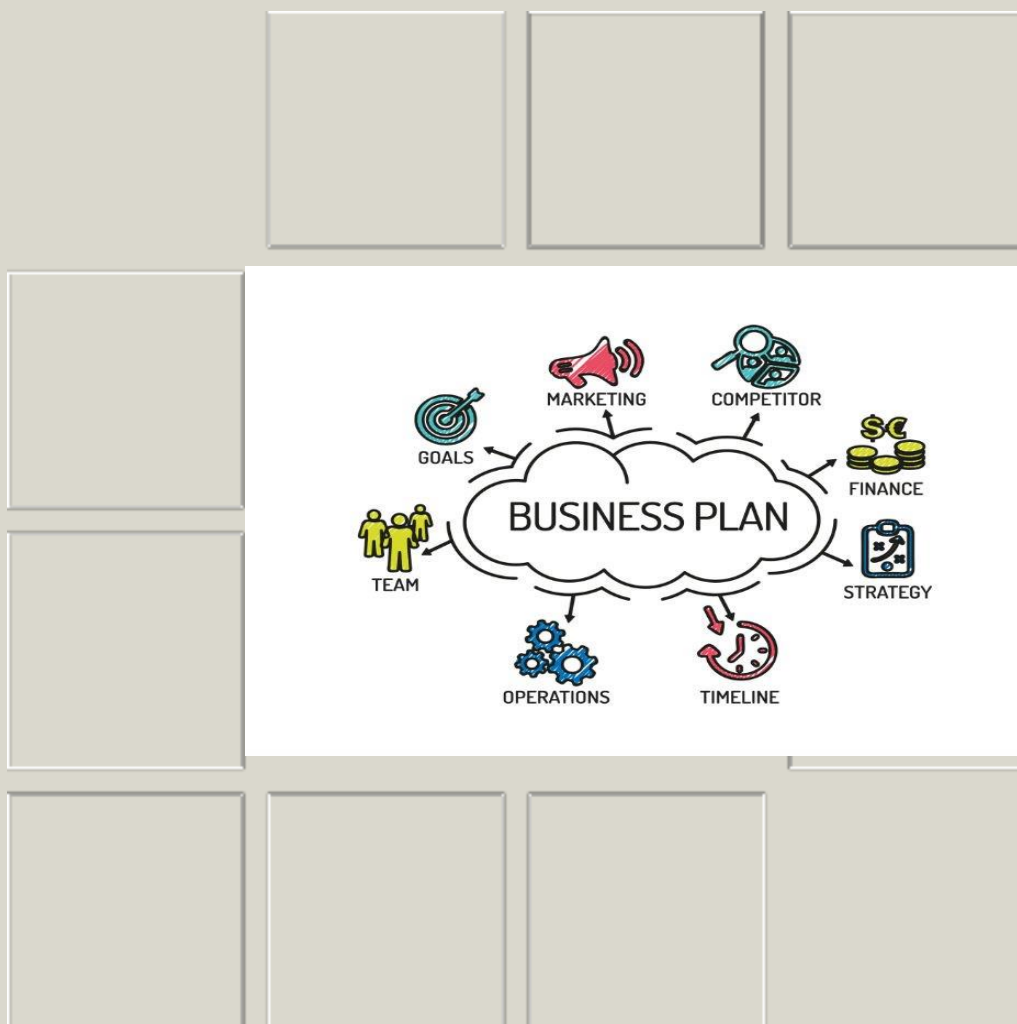 MARKETING
COMPETITOR
GOALS
$€
FINANCE
BUSINESS PLAN
TEAM
STRATEGY
OPERATIONS
TIMELINE